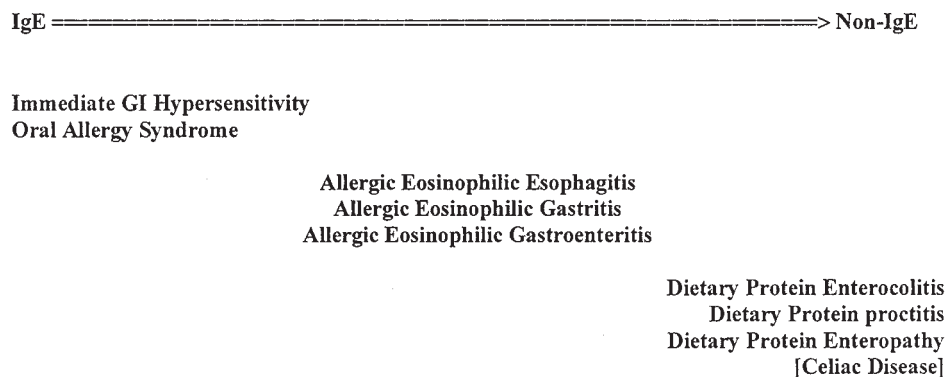 IgE ==================================================> Non-IgE
Immediate GI Hypersensitivity
Oral Allergy Syndrome
Allergic Eosinophilic Esophagitis
Allergic Eosinophilic Gastritis
Allergic Eosinophilic Gastroenteritis
Dietary Protein Enterocolitis
Dietary Protein proctitis
Dietary Protein Enteropathy
[Celiac Disease]